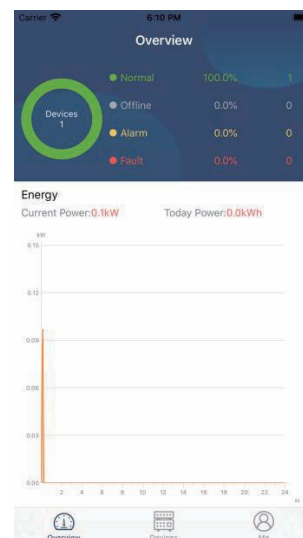 Carrier 6:10 PM
Overview
Normal 100.0% 1
Devices
1
Offline 0.0% 0
Alarm 0.0% 0
Fault 0.0% 0
Energy
Current Power:0.1kW Today Power:0.0kWh
kW
0.15
0.12
0.09
0.06
0.03
0.00
2 4 6 8 10 12 14 16 18 20 22 24
H
Overview Devices Me